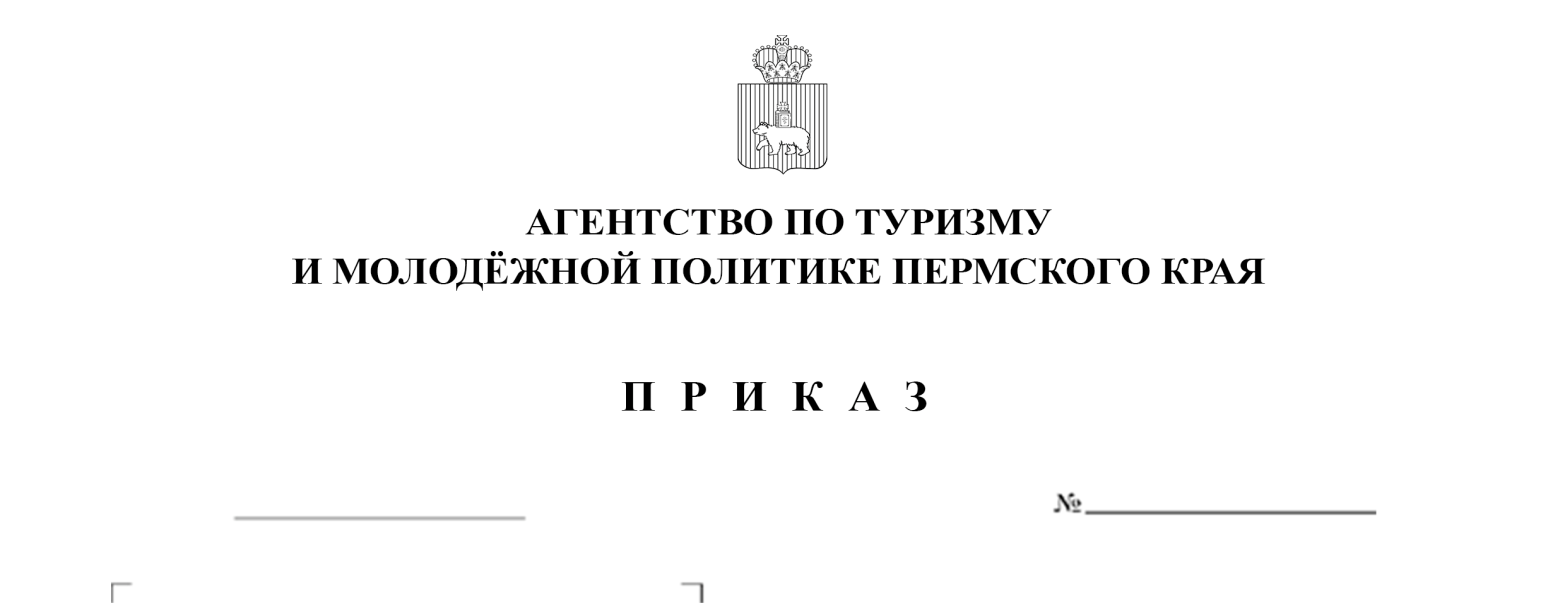 АГЕНТСТВО ПО ТУРИЗМУ
И МОЛОДЁЖНОЙ ПОЛИТИКЕ ПЕРМСКОГО КРАЯ
П Р И К А З
№